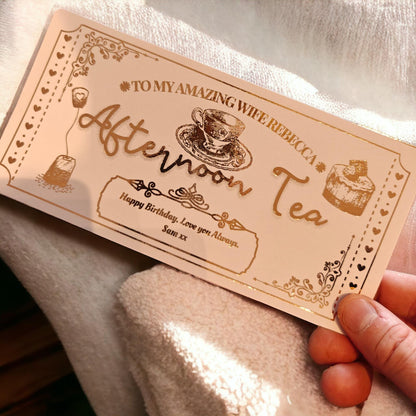 TO MY AMAZING WIFE REBECCA
Afternoon Tea
Happy Birthday, Love you Always,
Sam xx